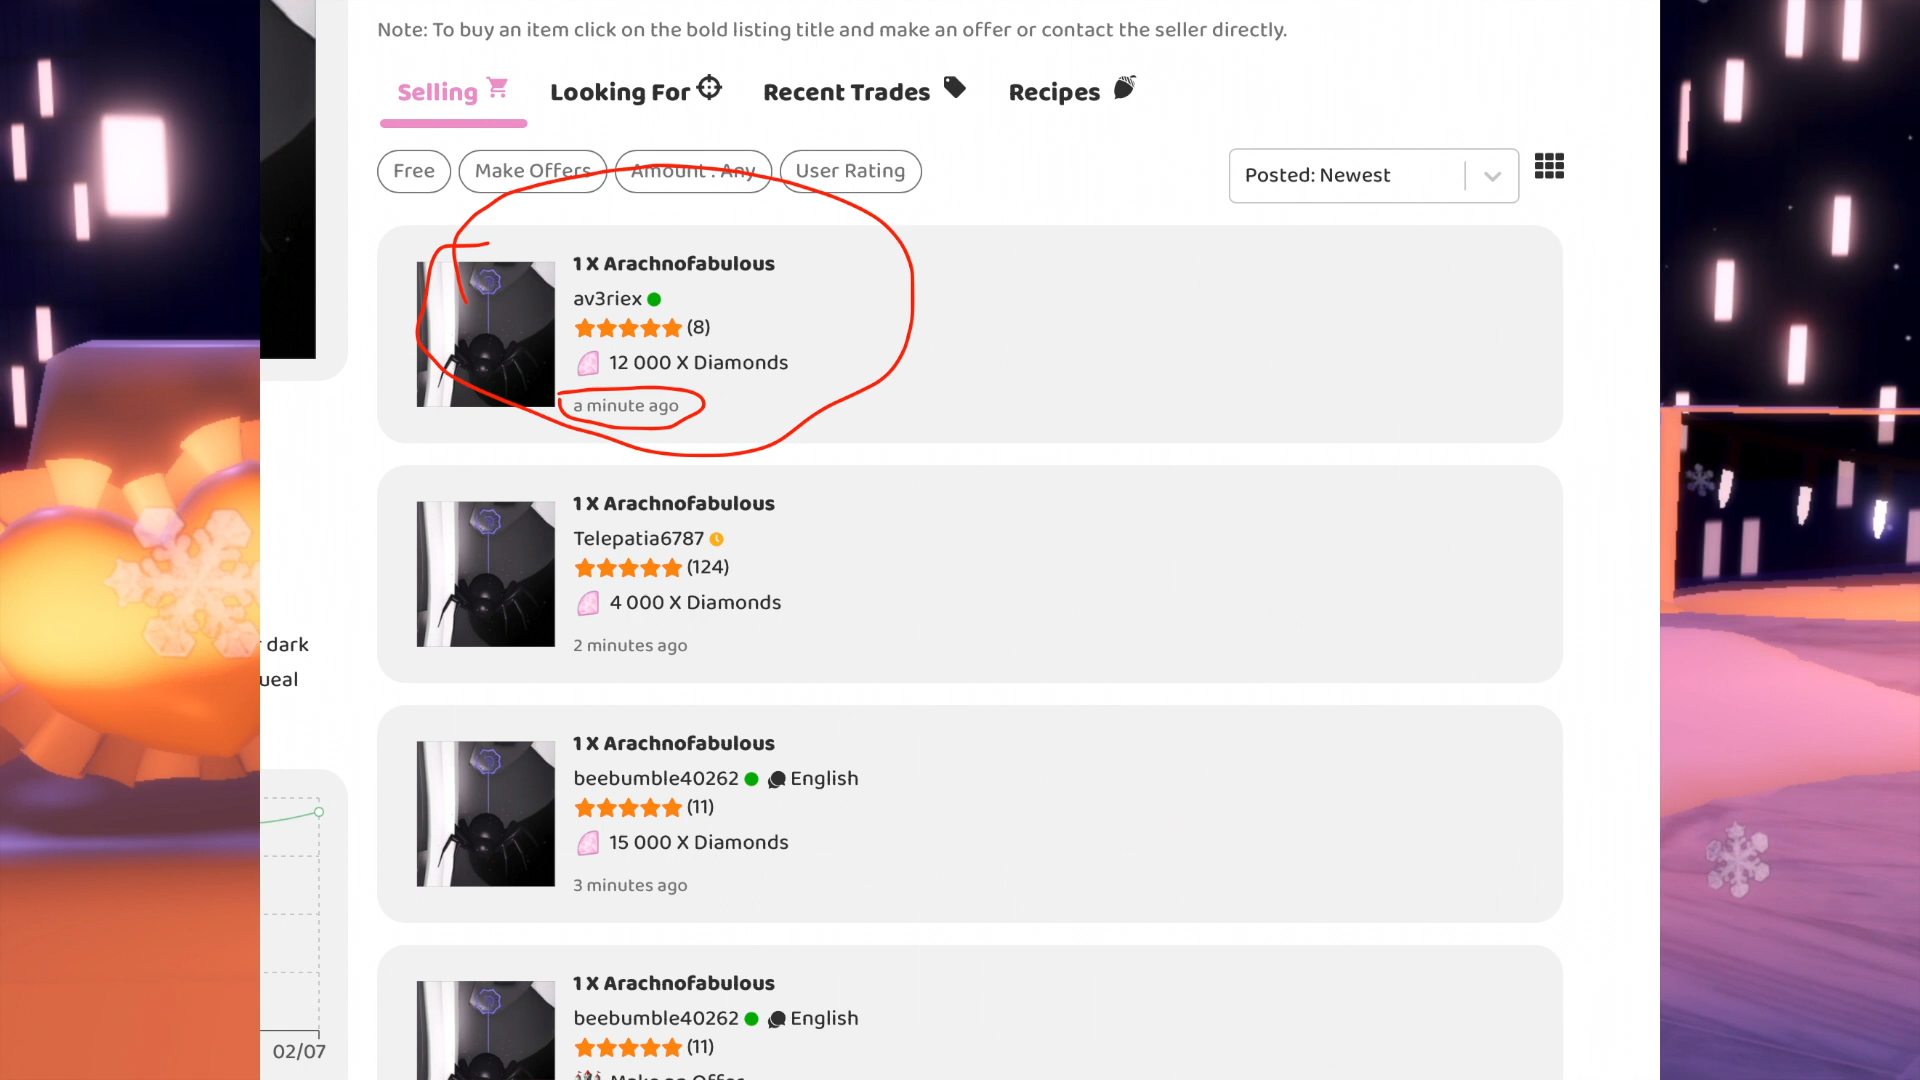 Note: To buy an item click on the bold listing title and make an offer or contact the seller directly.
Selling Looking For Recent Trades Recipes
Free Make Offers Amount : Any User Rating Posted: Newest
1 X Arachnofabulous
av3riex
(8)
12 000 X Diamonds
a minute ago
1 X Arachnofabulous
Telepatia6787
(124)
4 000 X Diamonds
2 minutes ago
dark
ueal
1 X Arachnofabulous
beebumble40262 English
(11)
15 000 X Diamonds
3 minutes ago
1 X Arachnofabulous
beebumble40262 English
(11)
Make an Offer
02/07